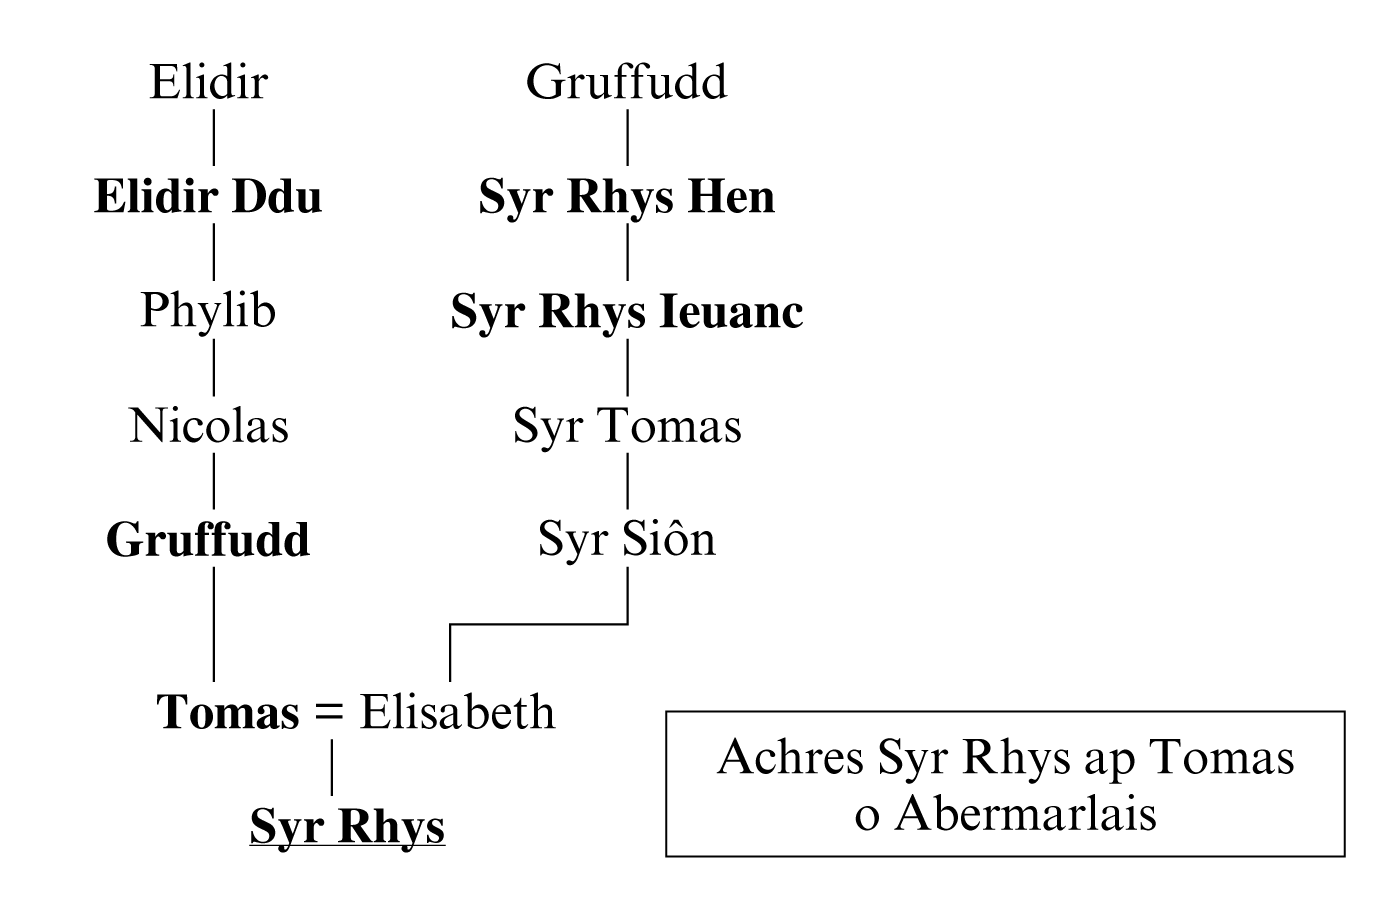 Elidir Gruffudd
Elidir Ddu Syr Rhys Hen
Phylib Syr Rhys Ieuanc
Nicolas Syr Tomas
Gruffudd Syr Siôn
Tomas = Elisabeth
Syr Rhys
Achres Syr Rhys ap Tomas
o Abermarlais